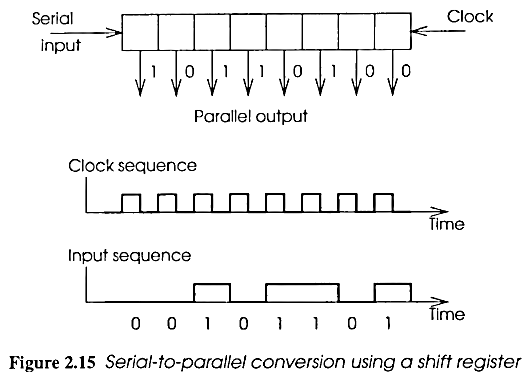 Serial
input
Clock
1 0 1 1 0 1 0 0
Parallel output
Clock sequence
Time
Input sequence
Time
0 0 1 0 1 1 0 1
Figure 2.15 Serial-to-parallel conversion using a shift register